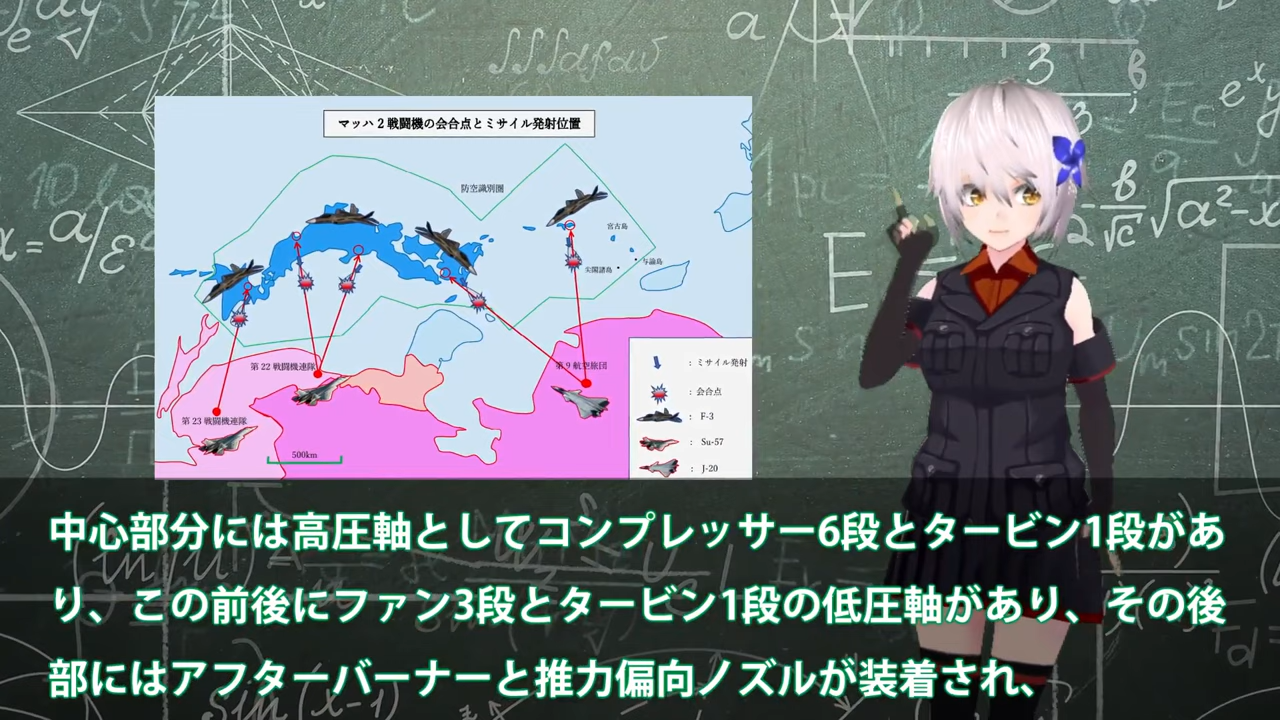 マッハ2戦闘機の会合点とミサイル発射位置
防空識別圏
宮古島
与論島
尖閣諸島
第22戦闘機連隊
第9航空旅団
第23戦闘機連隊
500km
：ミサイル発射
：会合点
： F-3
： Su-57
： J-20
中心部分には高圧軸としてコンプレッサー6段とタービン1段があ
り、この前後にファン3段とタービン1段の低圧軸があり、その後
部にはアフターバーナーと推力偏向ノズルが装着され、